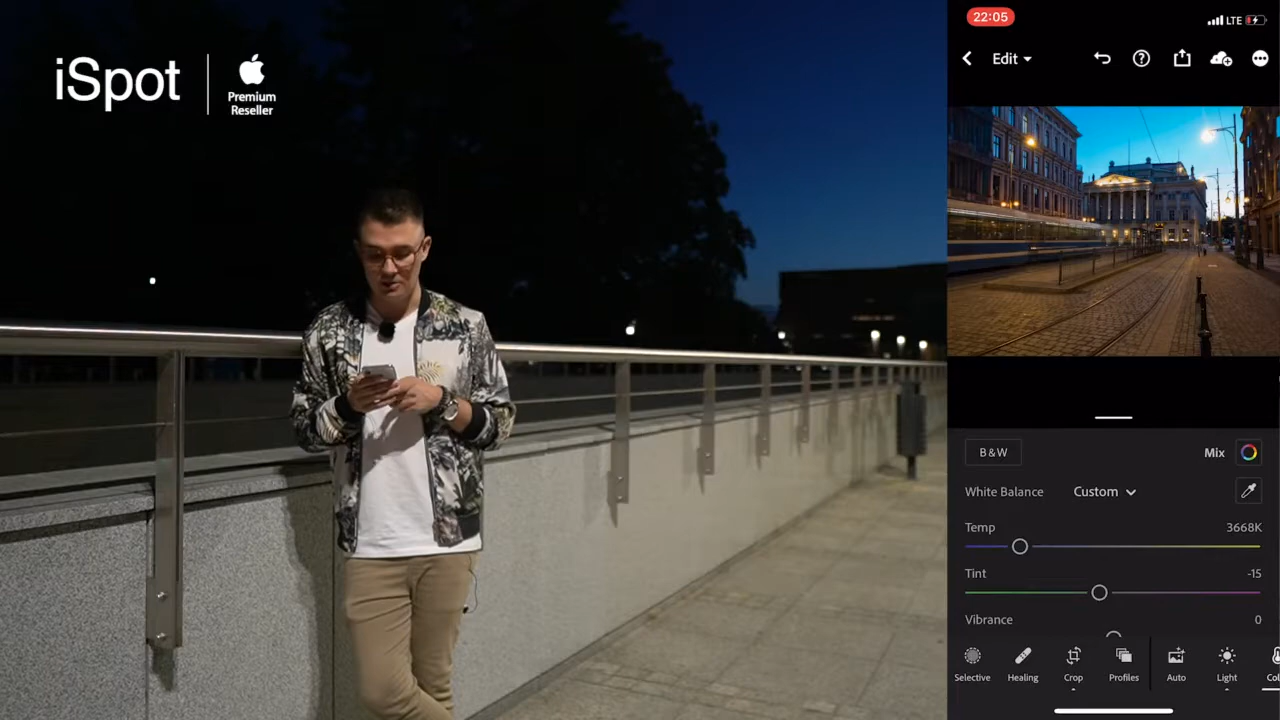 iSpot
Premium
Reseller
22:05
LTE
Edit
B&W
Mix
White Balance
Custom
Temp
3668K
Tint
-15
Vibrance
0
Selective
Healing
Crop
Profiles
Auto
Light
Col